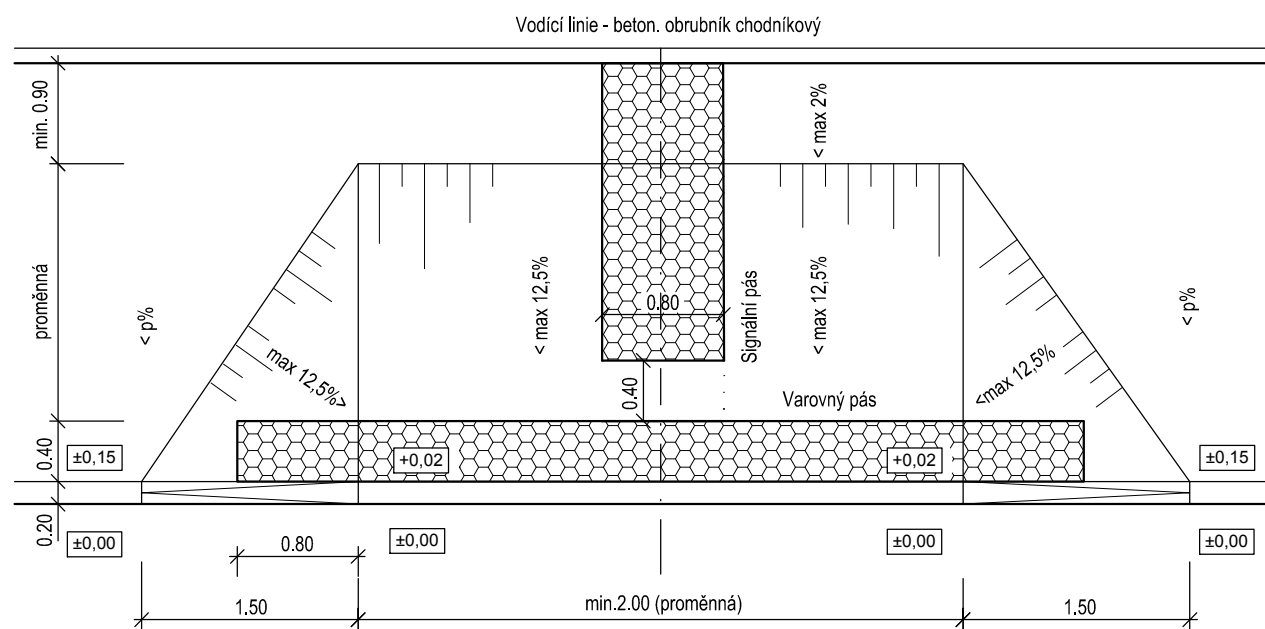 Vodící linie - beton. obrubník chodníkový
min. 0.90
< max 2%
proměnná
< p%
< max 12,5%
0.80
Signální pás
< max 12,5%
< p%
max 12,5%>
<max 12,5%
0.40
Varovný pás
0.40
±0,15
+0,02
+0,02
±0,15
0.20
±0,00
0.80
±0,00
±0,00
±0,00
1.50
min.2.00 (proměnná)
1.50